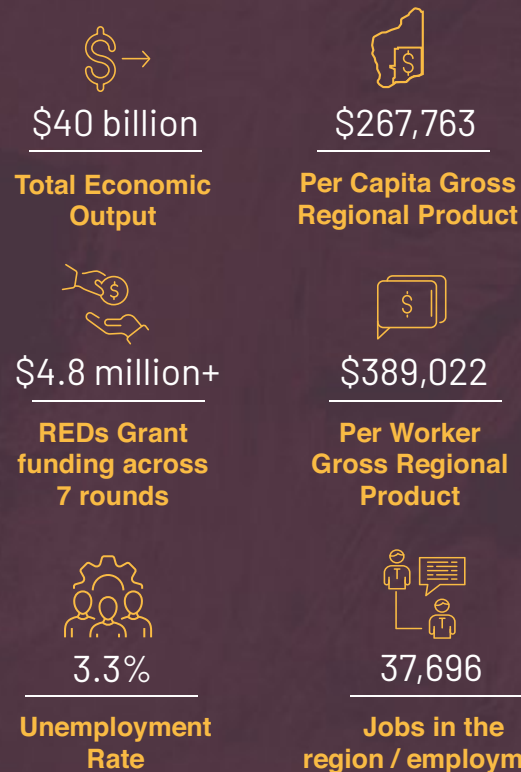 $40 billion
Total Economic
Output
$267,763
Per Capita Gross
Regional Product
$4.8 million+
REDs Grant
funding across
7 rounds
$389,022
Per Worker
Gross Regional
Product
3.3%
Unemployment
Rate
37,696
Jobs in the
region /